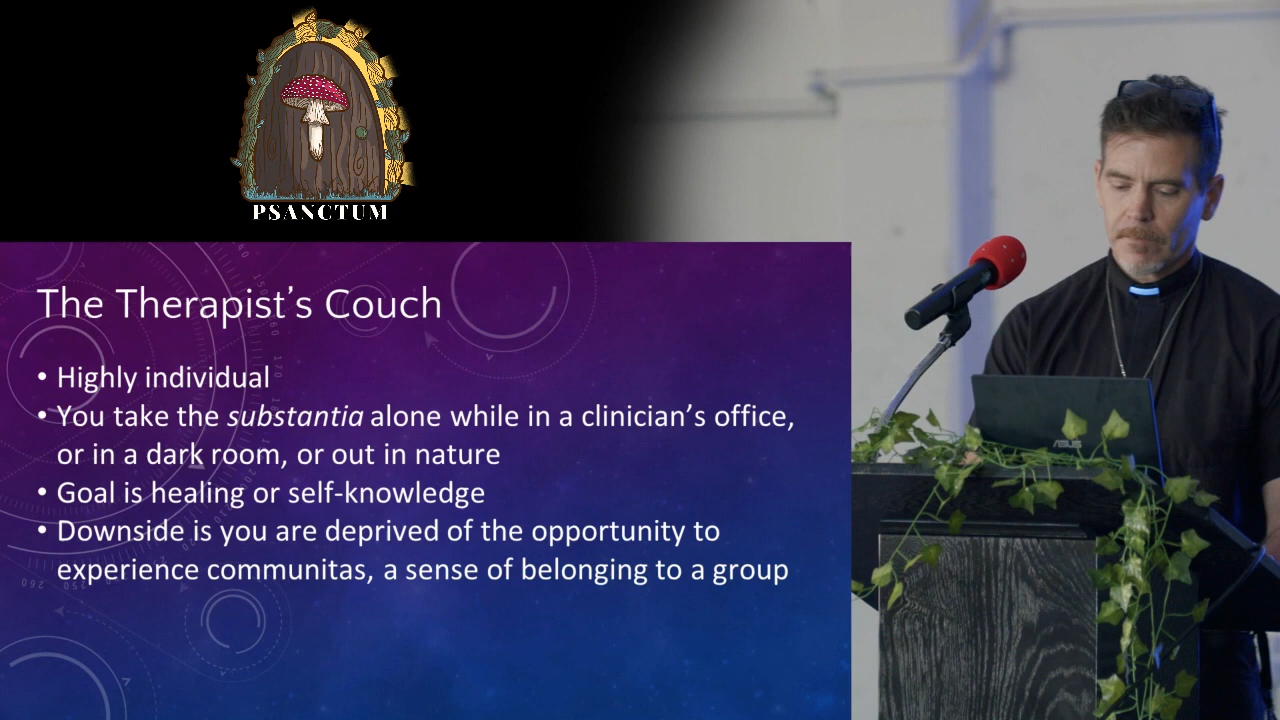 PSANCTUM
The Therapist's Couch
• Highly individual
• You take the substantia alone while in a clinician's office,
or in a dark room, or out in nature
• Goal is healing or self-knowledge
• Downside is you are deprived of the opportunity to
experience communitas, a sense of belonging to a group
ASUS